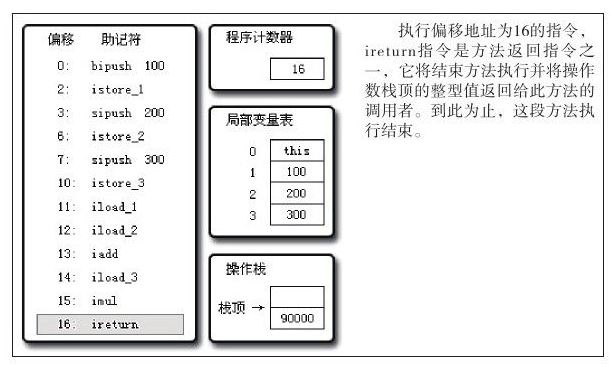 偏移 助记符
0: bipush 100
2: istore_1
3: sipush 200
6: istore_2
7: sipush 300
10: istore_3
11: iload_1
12: iload_2
13: iadd
14: iload_3
15: imul
16: ireturn
程序计数器
16
局部变量表
0 this
1 100
2 200
3 300
操作栈
栈顶 →
90000
执行偏移地址为16的指令，
ireturn指令是方法返回指令之
一，它将结束方法执行并将操作
数栈顶的整型值返回给此方法的
调用者。到此为止，这段方法执
行结束。